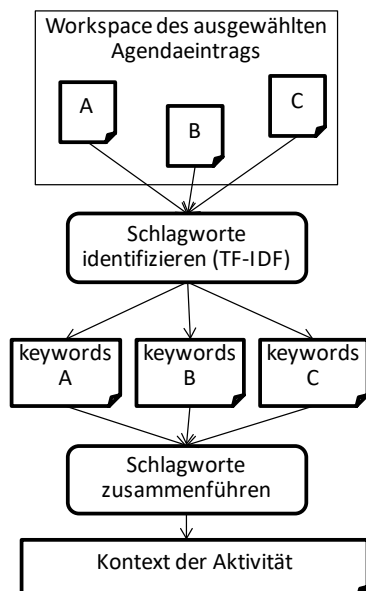 Workspace des ausgewählten
Agendaeintrags
A
B
C
Schlagworte
identifizieren (TF-IDF)
keywords
A
keywords
B
keywords
C
Schlagworte
zusammenführen
Kontext der Aktivität